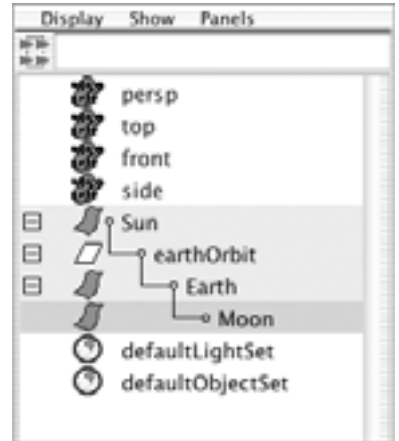 Display Show Panels
persp
top
front
side
Sun
earthOrbit
Earth
Moon
defaultLightSet
defaultObjectSet